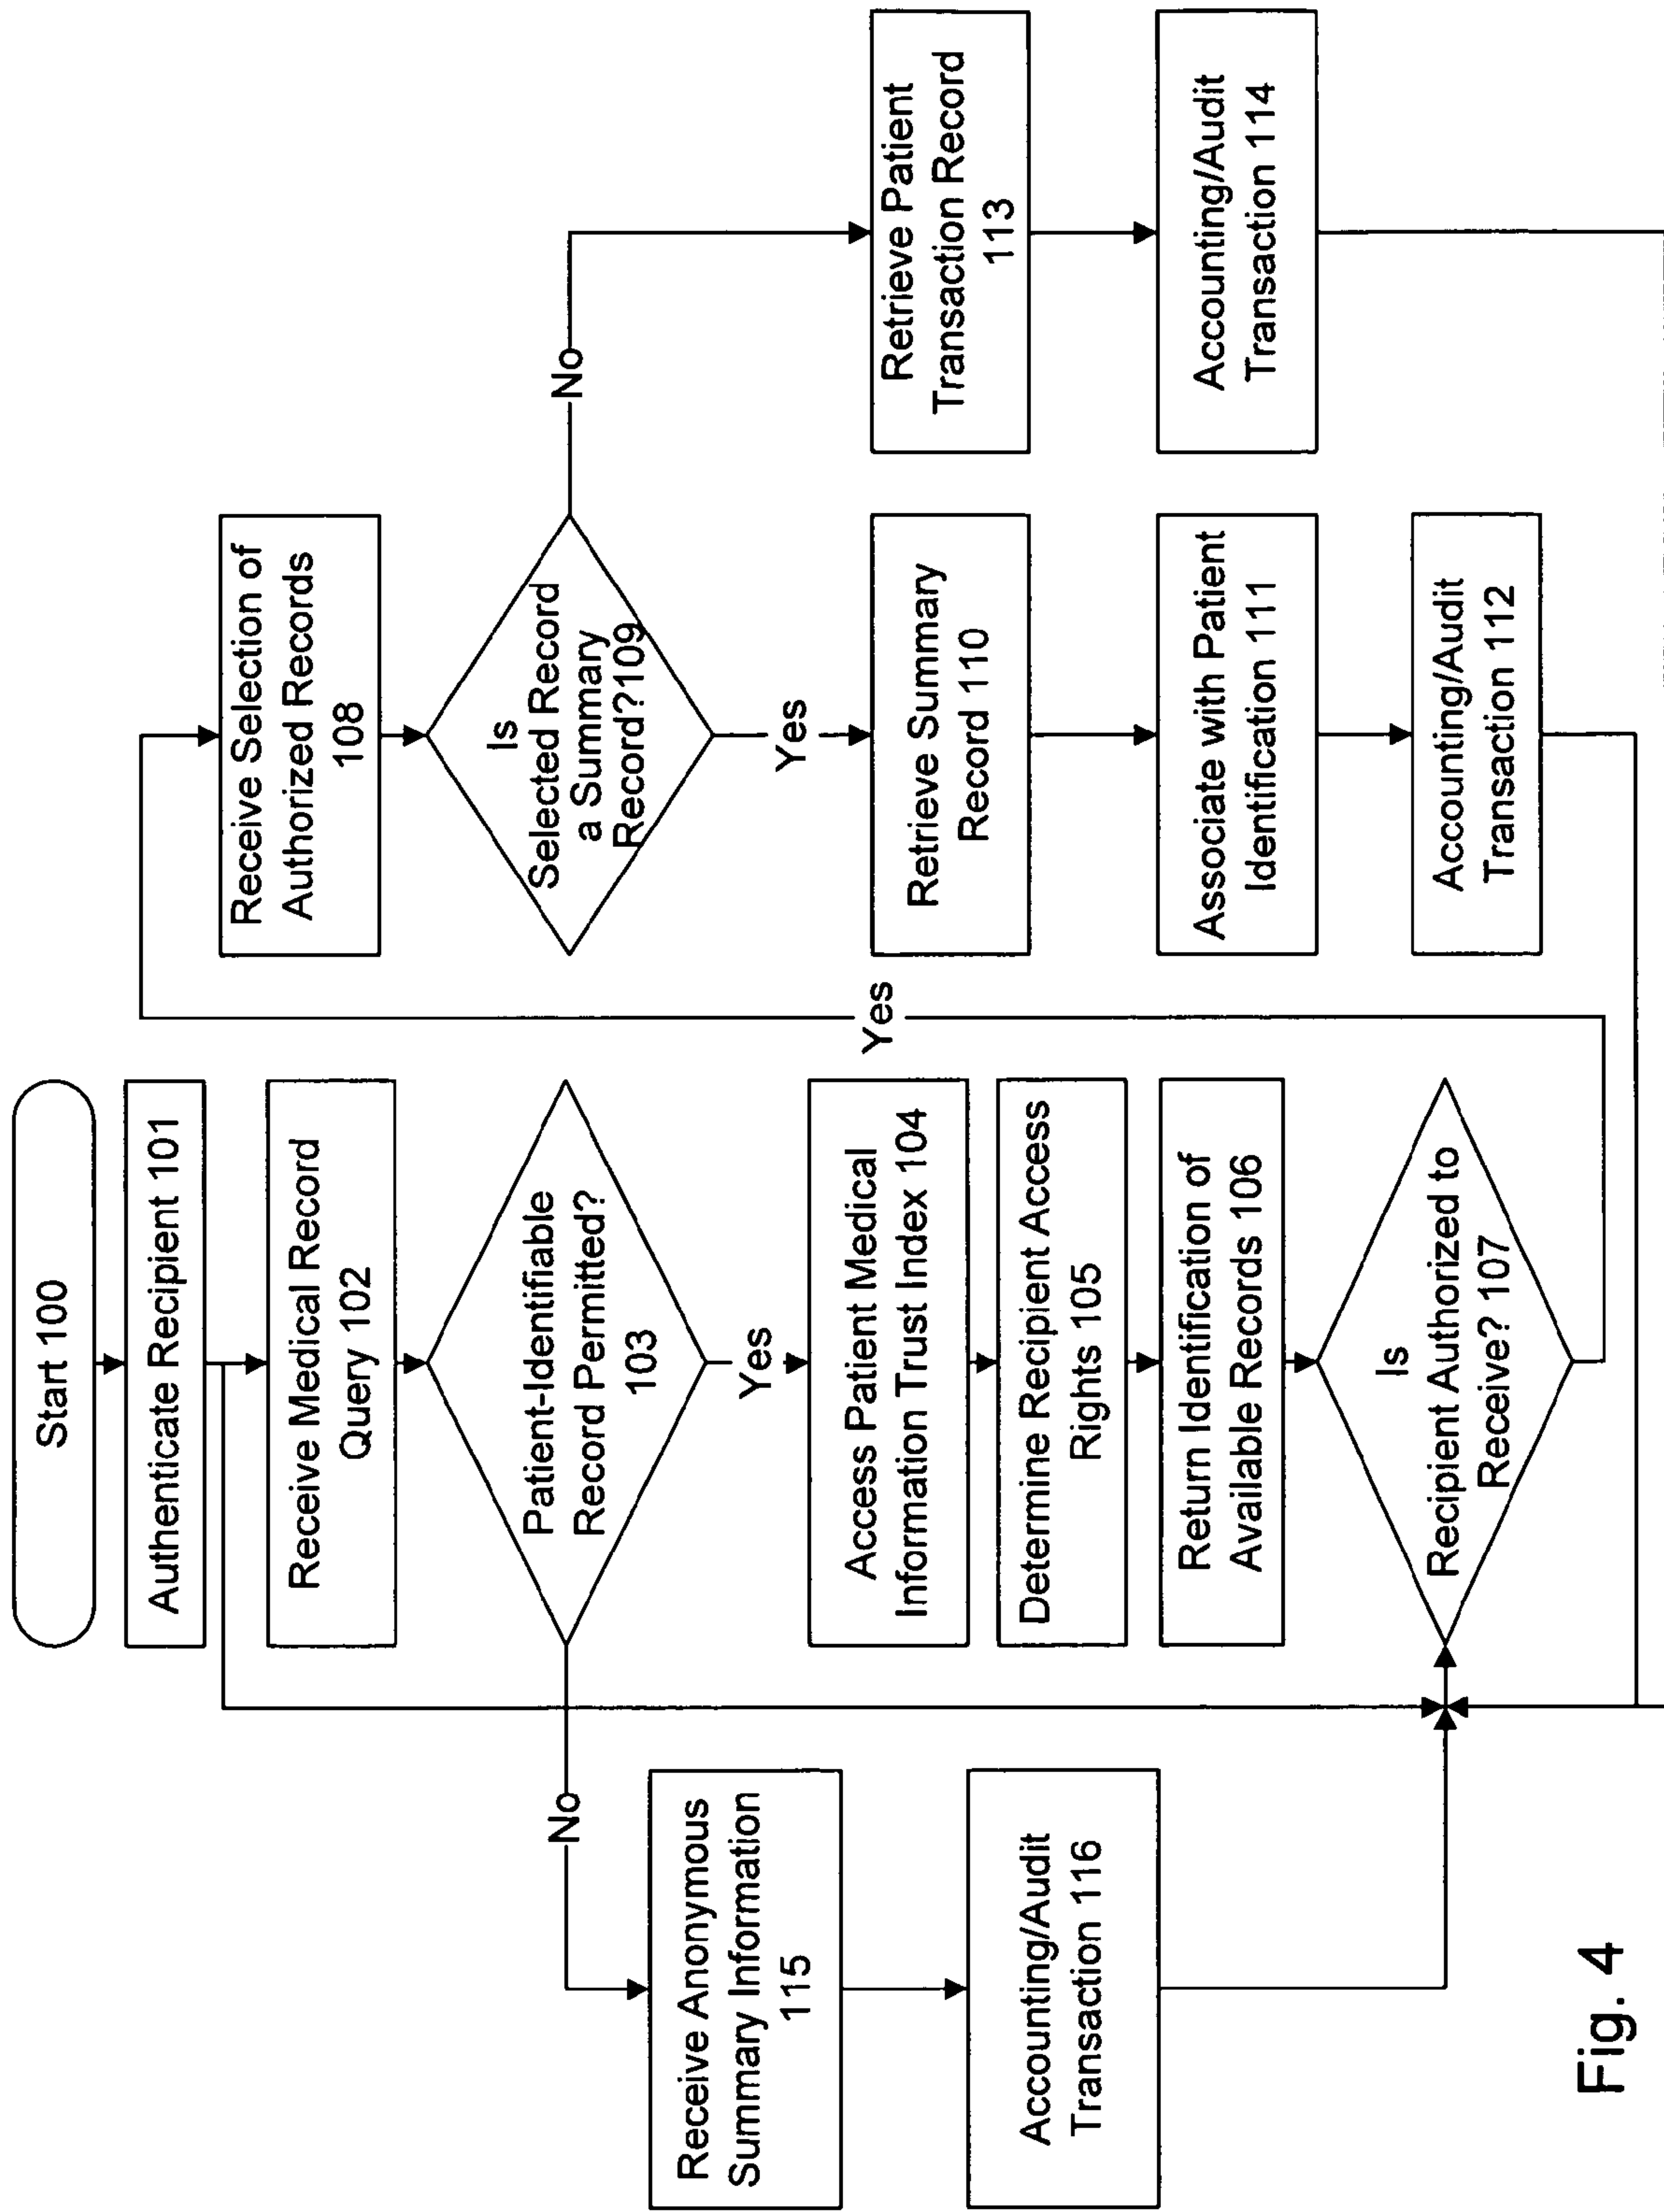 Start 100
Authenticate Recipient 101
Receive Medical Record
Query 102
Patient-Identifiable
Record Permitted?
103
Yes
No
Access Patient Medical
Information Trust Index 104
Determine Recipient Access
Rights 105
Return Identification of
Available Records 106
Is
Recipient Authorized to
Receive? 107
Yes
Receive Selection of
Authorized Records
108
Is
Selected Record
a Summary
Record?109
Yes
No
Retrieve Summary
Record 110
Associate with Patient
Identification 111
Accounting/Audit
Transaction 112
Retrieve Patient
Transaction Record
113
Accounting/Audit
Transaction 114
Receive Anonymous
Summary Information
115
Accounting/Audit
Transaction 116
Fig. 4